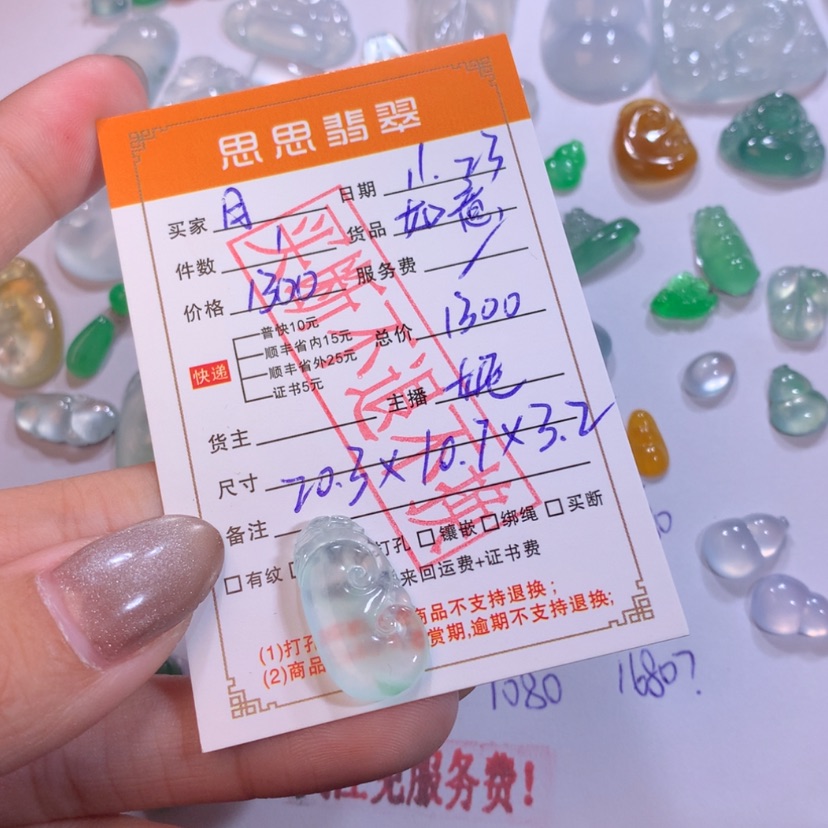 思思翡翠
买家 月 日期 11.23
件数 1 货品 如意
价格 1300 服务费 /
快递
普快10元
顺丰省内15元
顺丰省外25元
证书5元
总价 1300
货主 主播
尺寸 20.3×10.7×3.2
备注
□有纹 打孔 □镶嵌 □绑绳 □买断
来回运费+证书费
(1)打孔 商品不支持退换;
(2)商品 赏期,逾期不支持退换;
1080 1680?
免服务费!